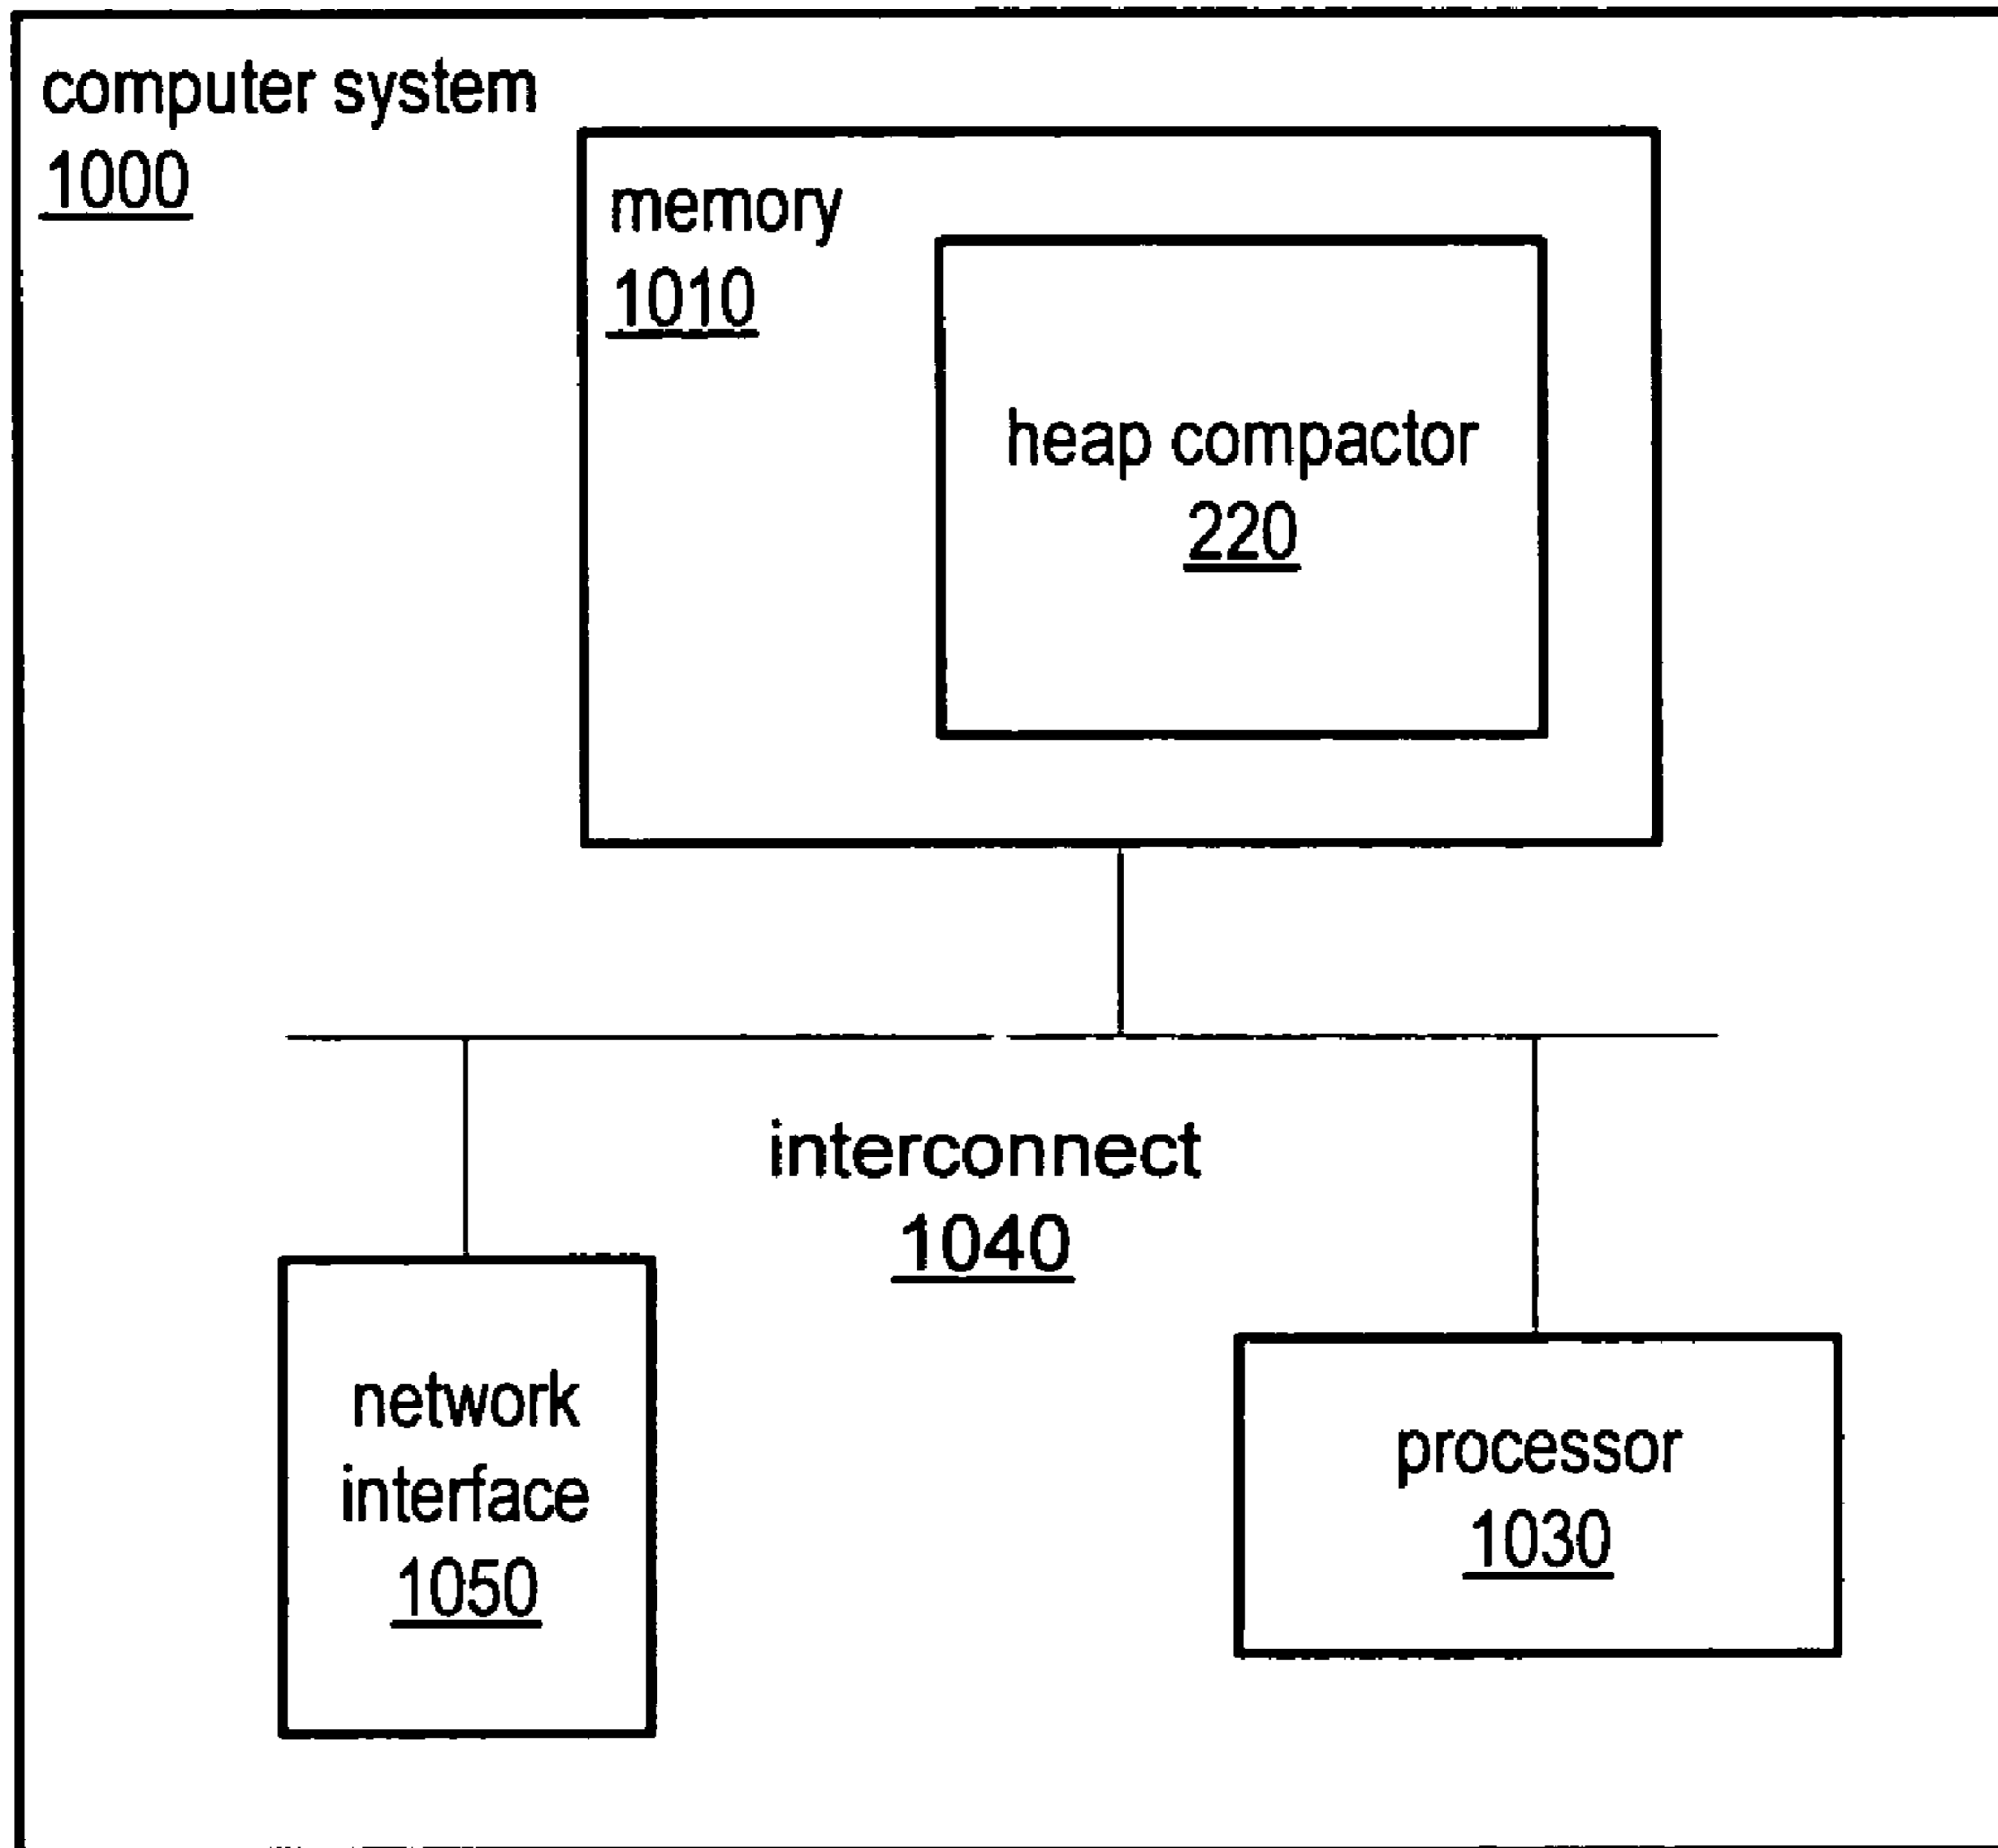 computer system
1000
memory
1010
heap compactor
220
interconnect
1040
network
interface
1050
processor
1030